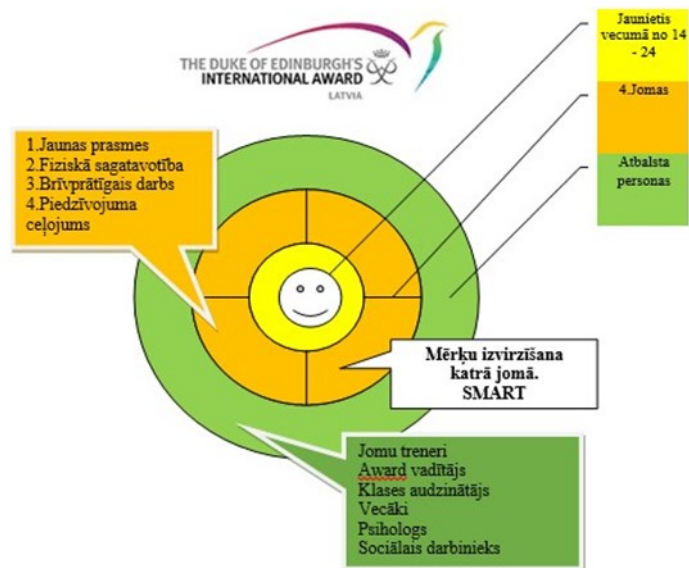 THE DUKE OF EDINBURGH'S
INTERNATIONAL AWARD
LATVIA
Jaunietis
vecumā no 14
- 24
4.Jomas
Atbalsta
personas
1.Jaunas prasmes
2.Fiziskā sagatavotība
3.Brīvprātīgais darbs
4.Piedzīvojuma
ceļojums
Mērķu izvirzīšana
katrā jomā.
SMART
Jomu treneri
Award vadītājs
Klases audzinātājs
Vecāki
Psihologs
Sociālais darbinieks